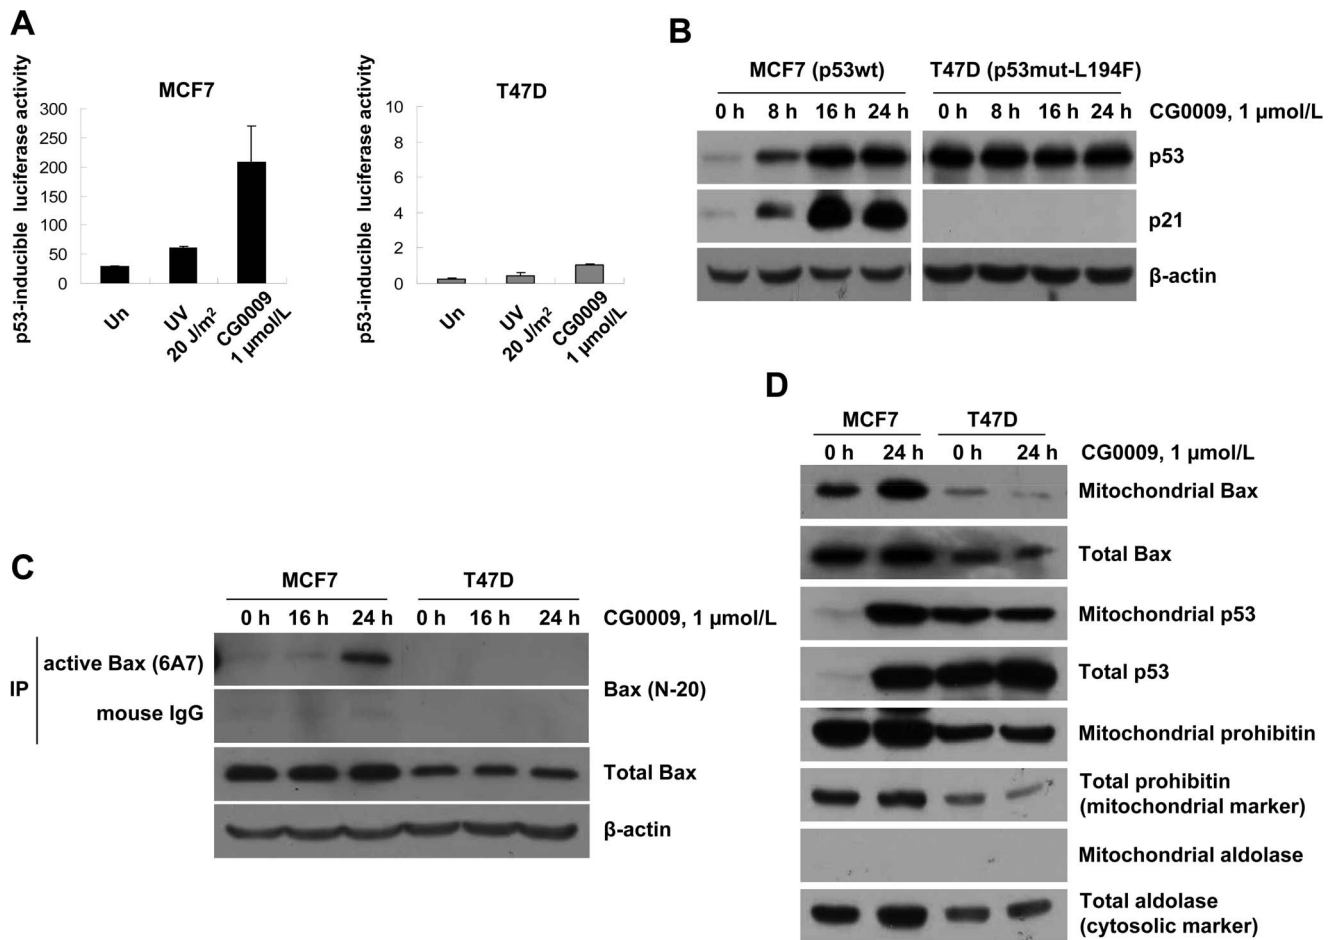 A
p53-inducible luciferase activity
MCF7
300
250
200
150
100
50
0
Un
UV
20 J/m²
CG0009
1 µmol/L
p53-inducible luciferase activity
T47D
10
8
6
4
2
0
Un
UV
20 J/m²
CG0009
1 µmol/L
B
MCF7 (p53wt) T47D (p53mut-L194F)
0 h 8 h 16 h 24 h 0 h 8 h 16 h 24 h CG0009, 1 µmol/L
p53
p21
β-actin
C
MCF7 T47D
0 h 16 h 24 h 0 h 16 h 24 h CG0009, 1 µmol/L
IP
active Bax (6A7)
Bax (N-20)
mouse IgG
Total Bax
β-actin
D
MCF7 T47D
0 h 24 h 0 h 24 h CG0009, 1 µmol/L
Mitochondrial Bax
Total Bax
Mitochondrial p53
Total p53
Mitochondrial prohibitin
Total prohibitin
(mitochondrial marker)
Mitochondrial aldolase
Total aldolase
(cytosolic marker)